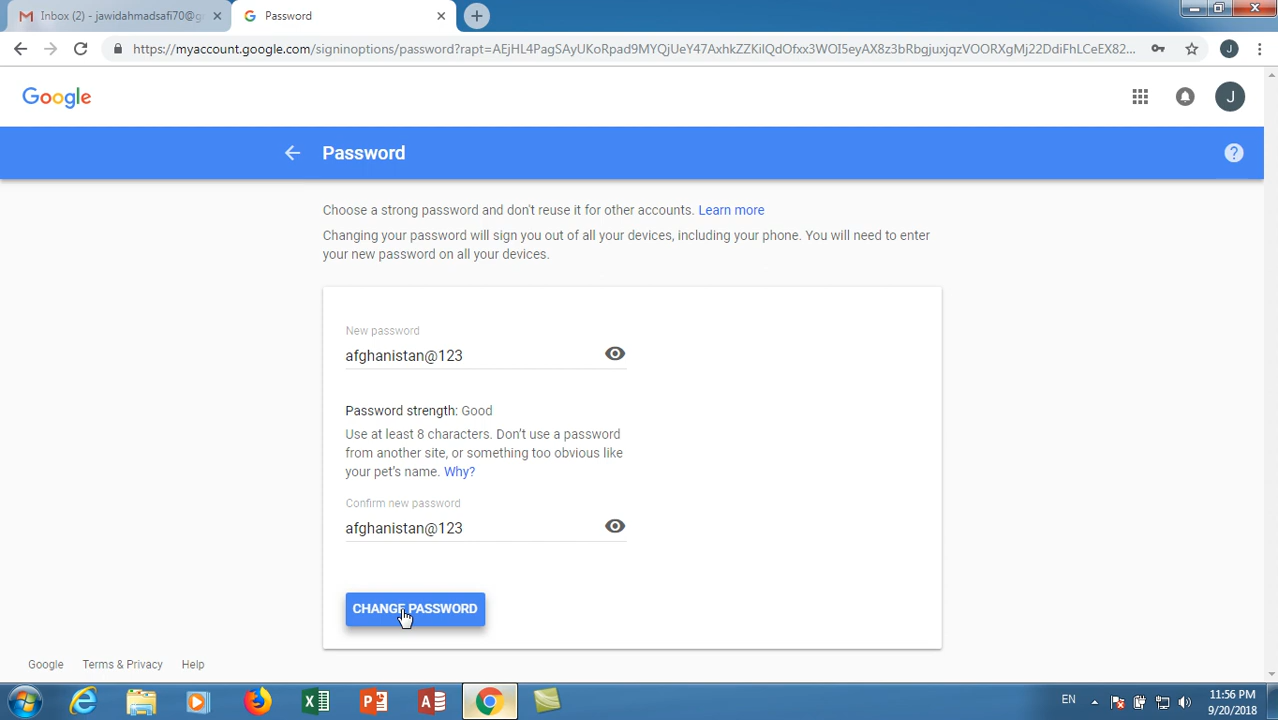 Inbox (2) - jawidahmadsafi70@g
Password
https://myaccount.google.com/signinoptions/password?rapt=AEjHL4PagSAyUKoRpad9MYQjUeY47AxhkZZKilQdOfxx3WOI5eyAX8z3bRbgjuxjqzVOORXgMj22DdiFhLCeEX82...
J
Google
J
Password
Choose a strong password and don't reuse it for other accounts. Learn more
Changing your password will sign you out of all your devices, including your phone. You will need to enter
your new password on all your devices.
New password
afghanistan@123
Password strength: Good
Use at least 8 characters. Don't use a password
from another site, or something too obvious like
your pet's name. Why?
Confirm new password
afghanistan@123
CHANGE PASSWORD
Google Terms & Privacy Help
EN
11:56 PM
9/20/2018